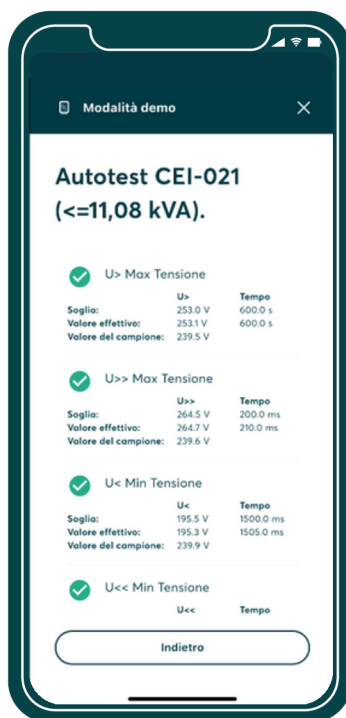 Modalità demo
Autotest CEI-021
(<=11,08 kVA).
U> Max Tensione
U> Tempo
Soglia: 253.0 V 600.0 s
Valore effettivo: 253.1 V 600.0 s
Valore del campione: 239.5 V
U>> Max Tensione
U>> Tempo
Soglia: 264.5 V 200.0 ms
Valore effettivo: 264.7 V 210.0 ms
Valore del campione: 239.6 V
U< Min Tensione
U< Tempo
Soglia: 195.5 V 1500.0 ms
Valore effettivo: 195.3 V 1505.0 ms
Valore del campione: 239.9 V
U<< Min Tensione
U<< Tempo
Indietro